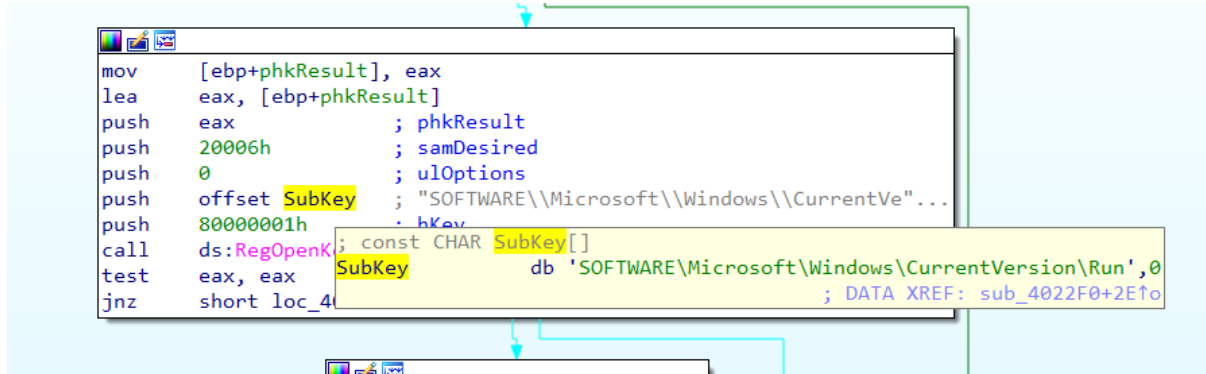 mov [ebp+phkResult], eax
lea eax, [ebp+phkResult]
push eax ; phkResult
push 20006h ; samDesired
push 0 ; ulOptions
push offset SubKey ; "SOFTWARE\\Microsoft\\Windows\\CurrentVe"...
push 80000001h ; hKey
call ds:RegOpenK
; const CHAR SubKey[]
test eax, eax
SubKey db 'SOFTWARE\Microsoft\Windows\CurrentVersion\Run',0
jnz short loc_4
; DATA XREF: sub_4022F0+2E↑o